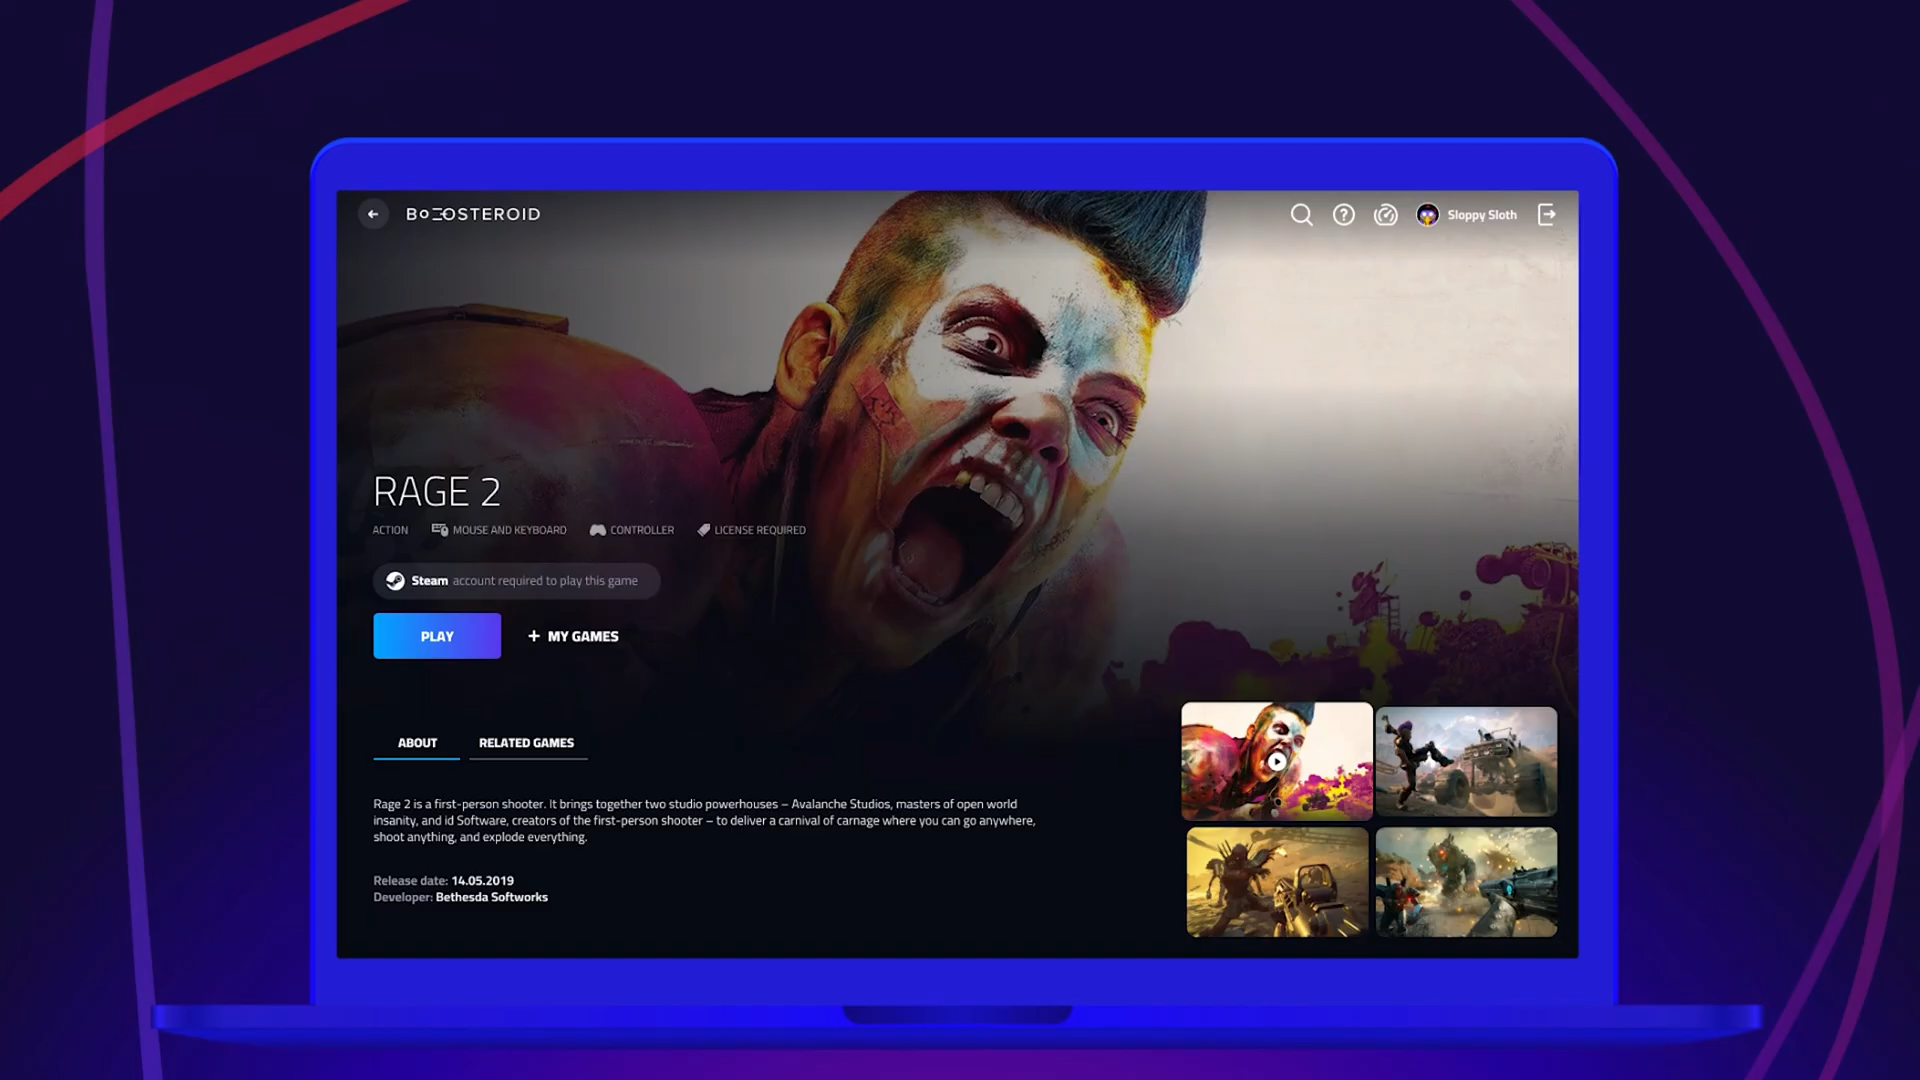 BOOSTEROID
Sloppy Sloth
RAGE 2
ACTION MOUSE AND KEYBOARD CONTROLLER LICENSE REQUIRED
Steam account required to play this game
PLAY + MY GAMES
ABOUT RELATED GAMES
Rage 2 is a first-person shooter. It brings together two studio powerhouses – Avalanche Studios, masters of open world
insanity, and id Software, creators of the first-person shooter – to deliver a carnival of carnage where you can go anywhere,
shoot anything, and explode everything.
Release date: 14.05.2019
Developer: Bethesda Softworks